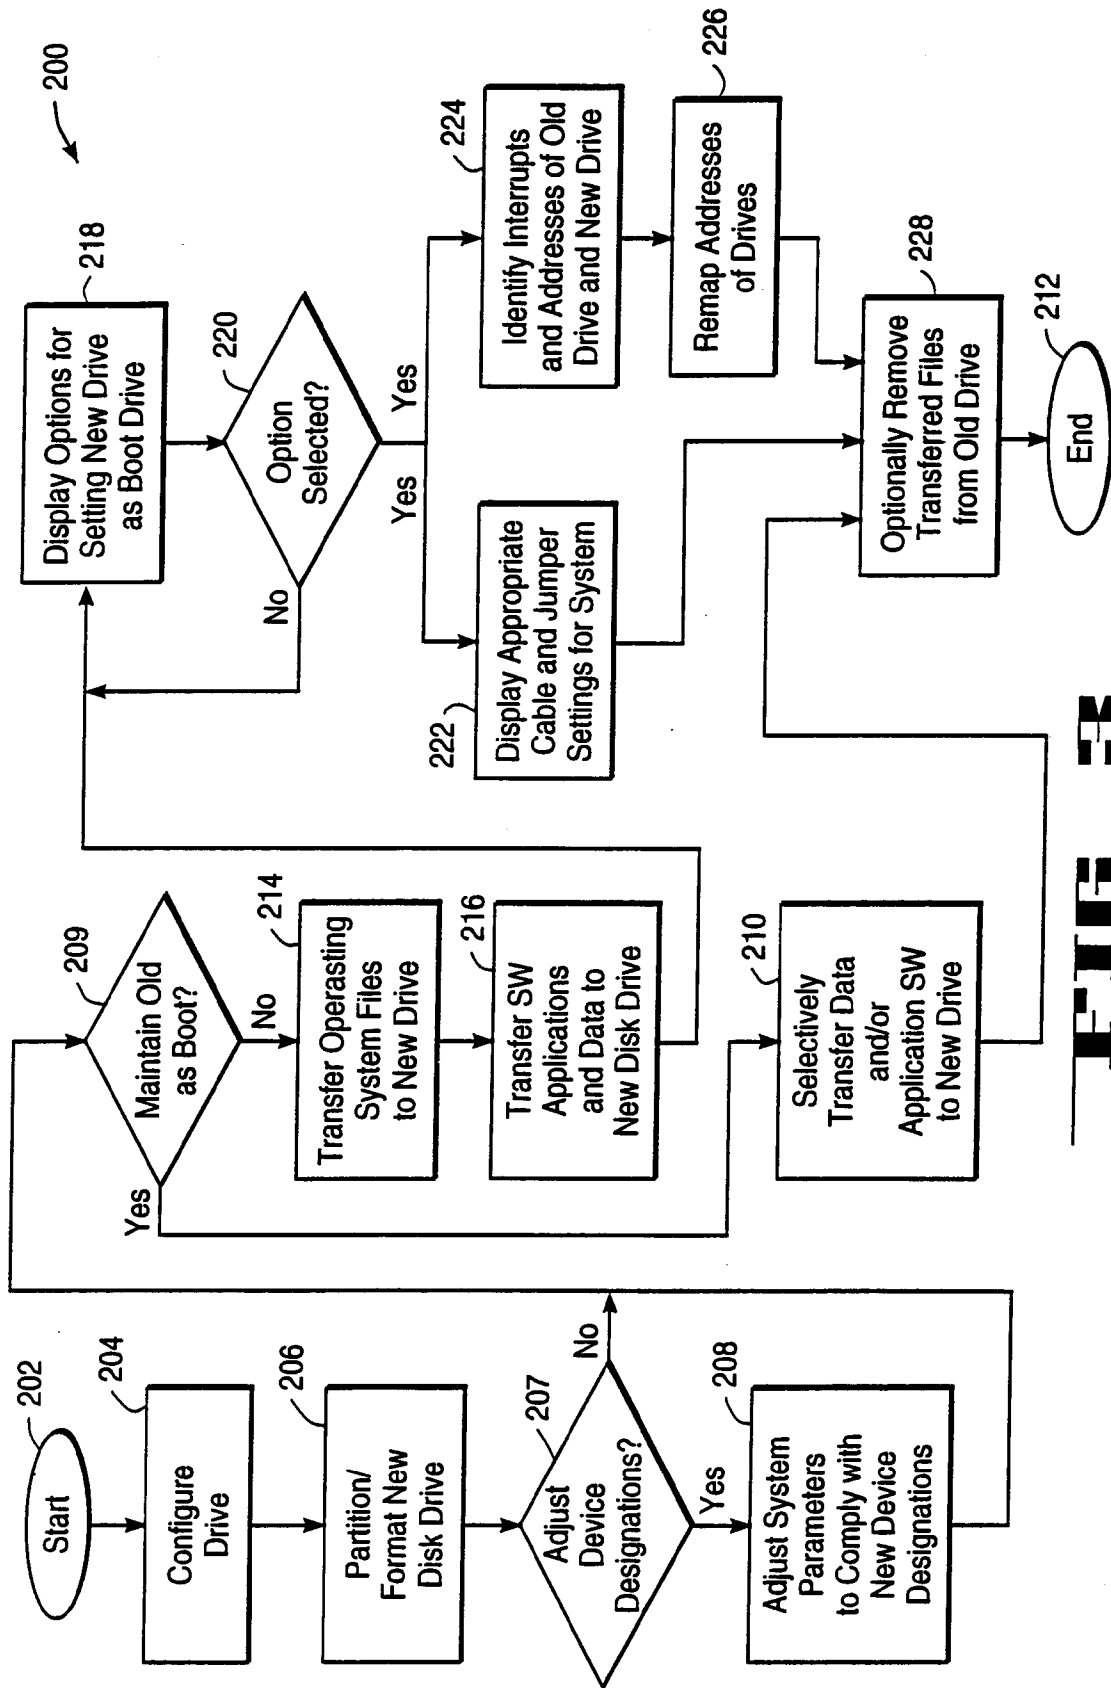 200
Start
202
Configure
Drive
204
Partition/
Format New
Disk Drive
206
Adjust
Device
Designations?
207
No
Yes
Adjust System
Parameters
to Comply with
New Device
Designations
208
Maintain Old
as Boot?
209
Yes
No
Transfer Operasting
System Files
to New Drive
214
Transfer SW
Applications
and Data to
New Disk Drive
216
Selectively
Transfer Data
and/or
Application SW
to New Drive
210
Display Options for
Setting New Drive
as Boot Drive
218
Option
Selected?
220
No
Yes
Yes
Display Appropriate
Cable and Jumper
Settings for System
222
Identify Interrupts
and Addresses of Old
Drive and New Drive
224
Remap Addresses
of Drives
226
Optionally Remove
Transferred Files
from Old Drive
228
End
212